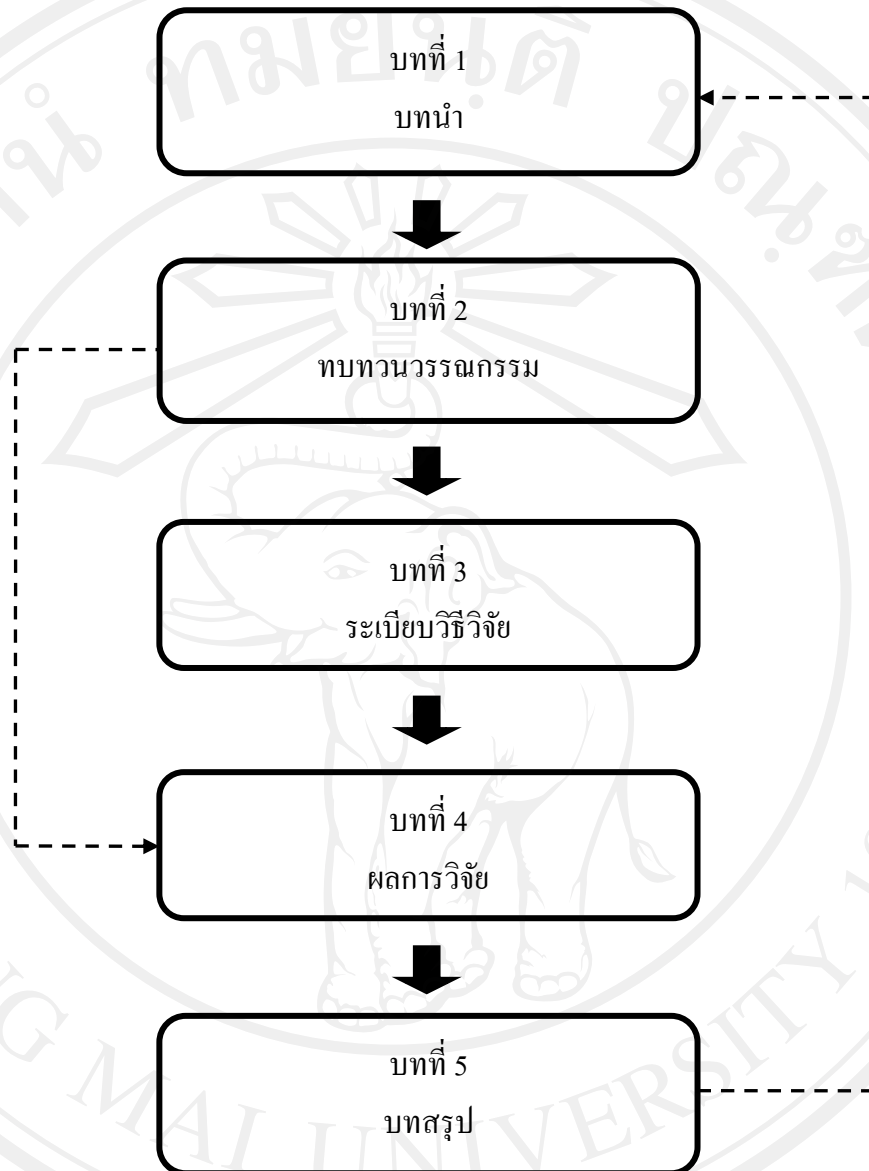 บทที่ 1
บทนำ
บทที่ 2
ทบทวนวรรณกรรม
บทที่ 3
ระเบียบวิธีวิจัย
บทที่ 4
ผลการวิจัย
บทที่ 5
บทสรุป
MAI UNIVERSITY